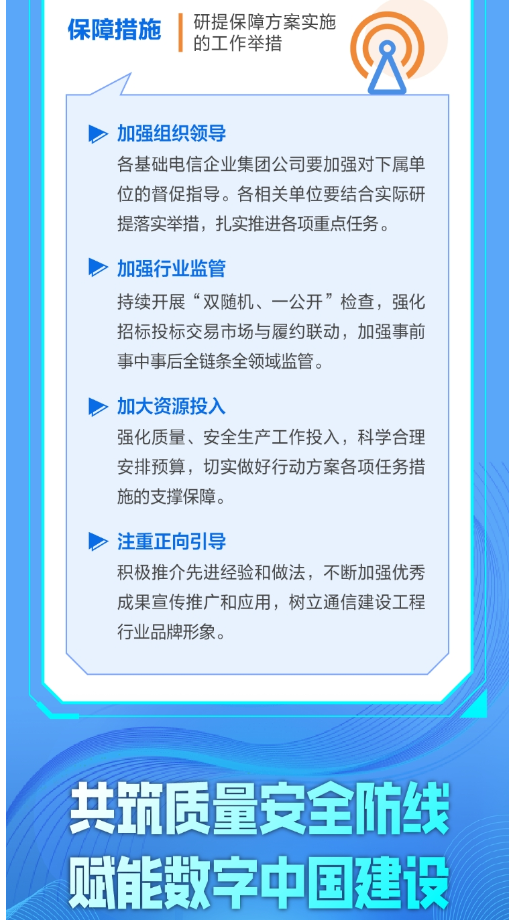 保障措施
研提保障方案实施
的工作举措
加强组织领导
各基础电信企业集团公司要加强对下属单
位的督促指导。各相关单位要结合实际研
提落实举措，扎实推进各项重点任务。
加强行业监管
持续开展“双随机、一公开”检查，强化
招标投标交易市场与履约联动，加强事前
事中事后全链条全领域监管。
加大资源投入
强化质量、安全生产工作投入，科学合理
安排预算，切实做好行动方案各项任务措
施的支撑保障。
注重正向引导
积极推介先进经验和做法，不断加强优秀
成果宣传推广和应用，树立通信建设工程
行业品牌形象。
共筑质量安全防线
赋能数字中国建设